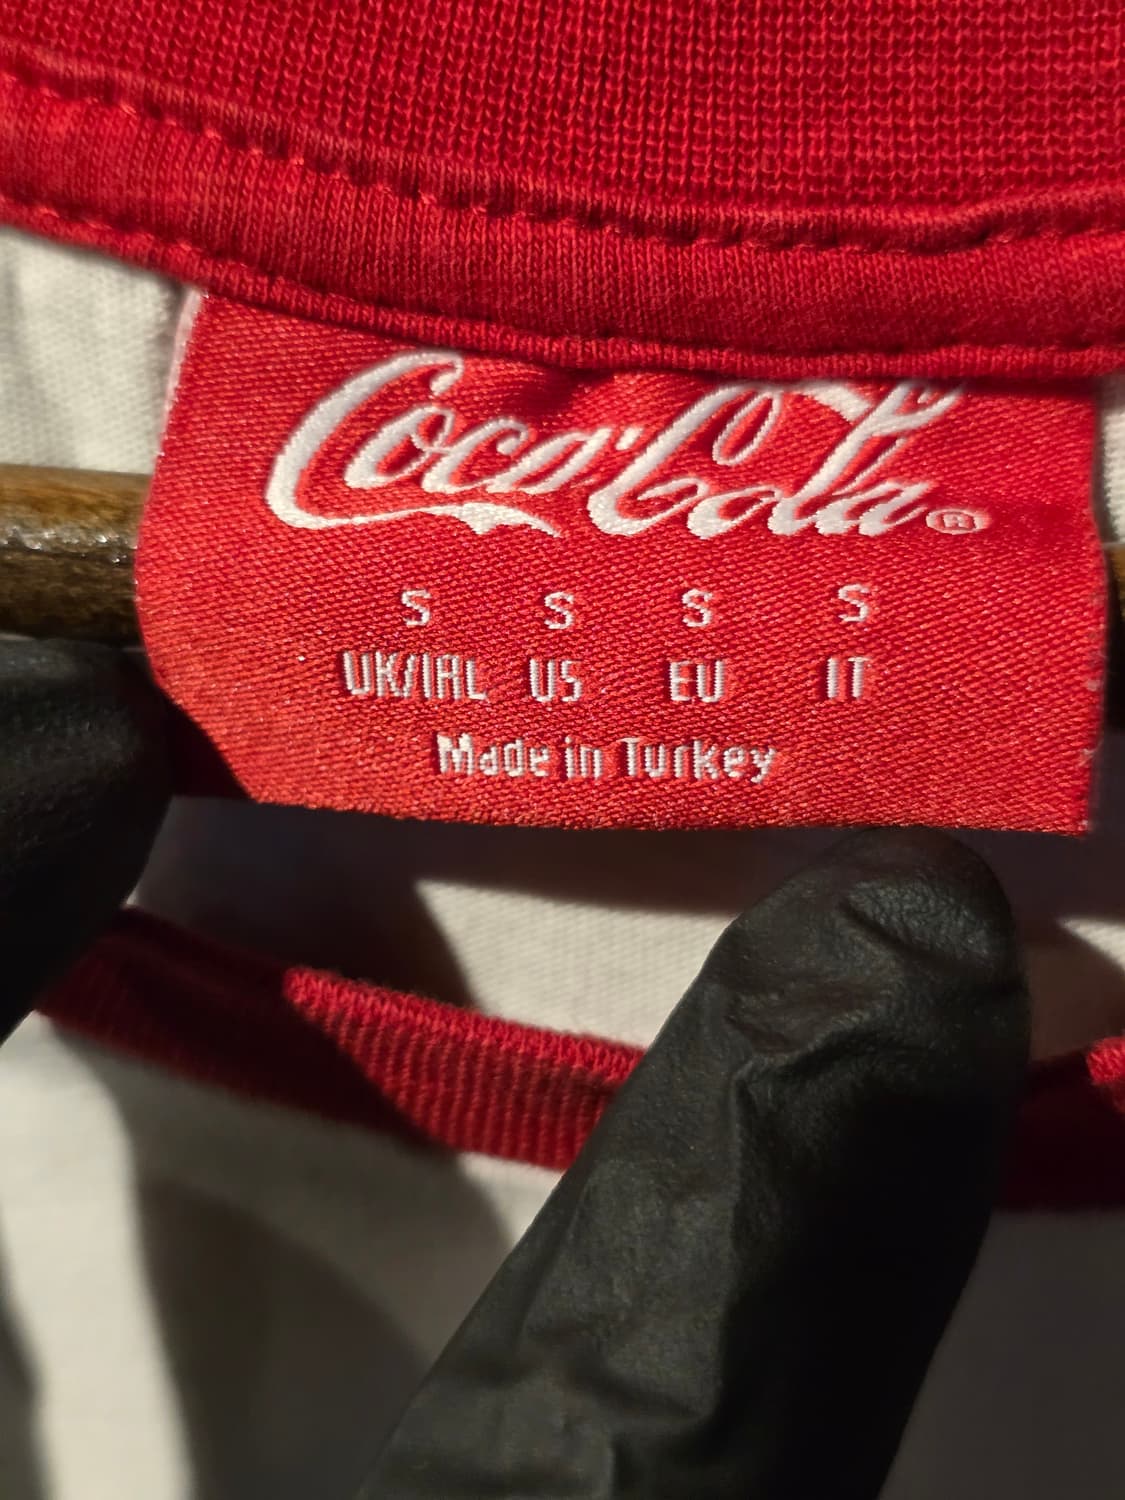 Coca-Cola ®
S S S S
UK/IRL US EU IT
Made in Turkey